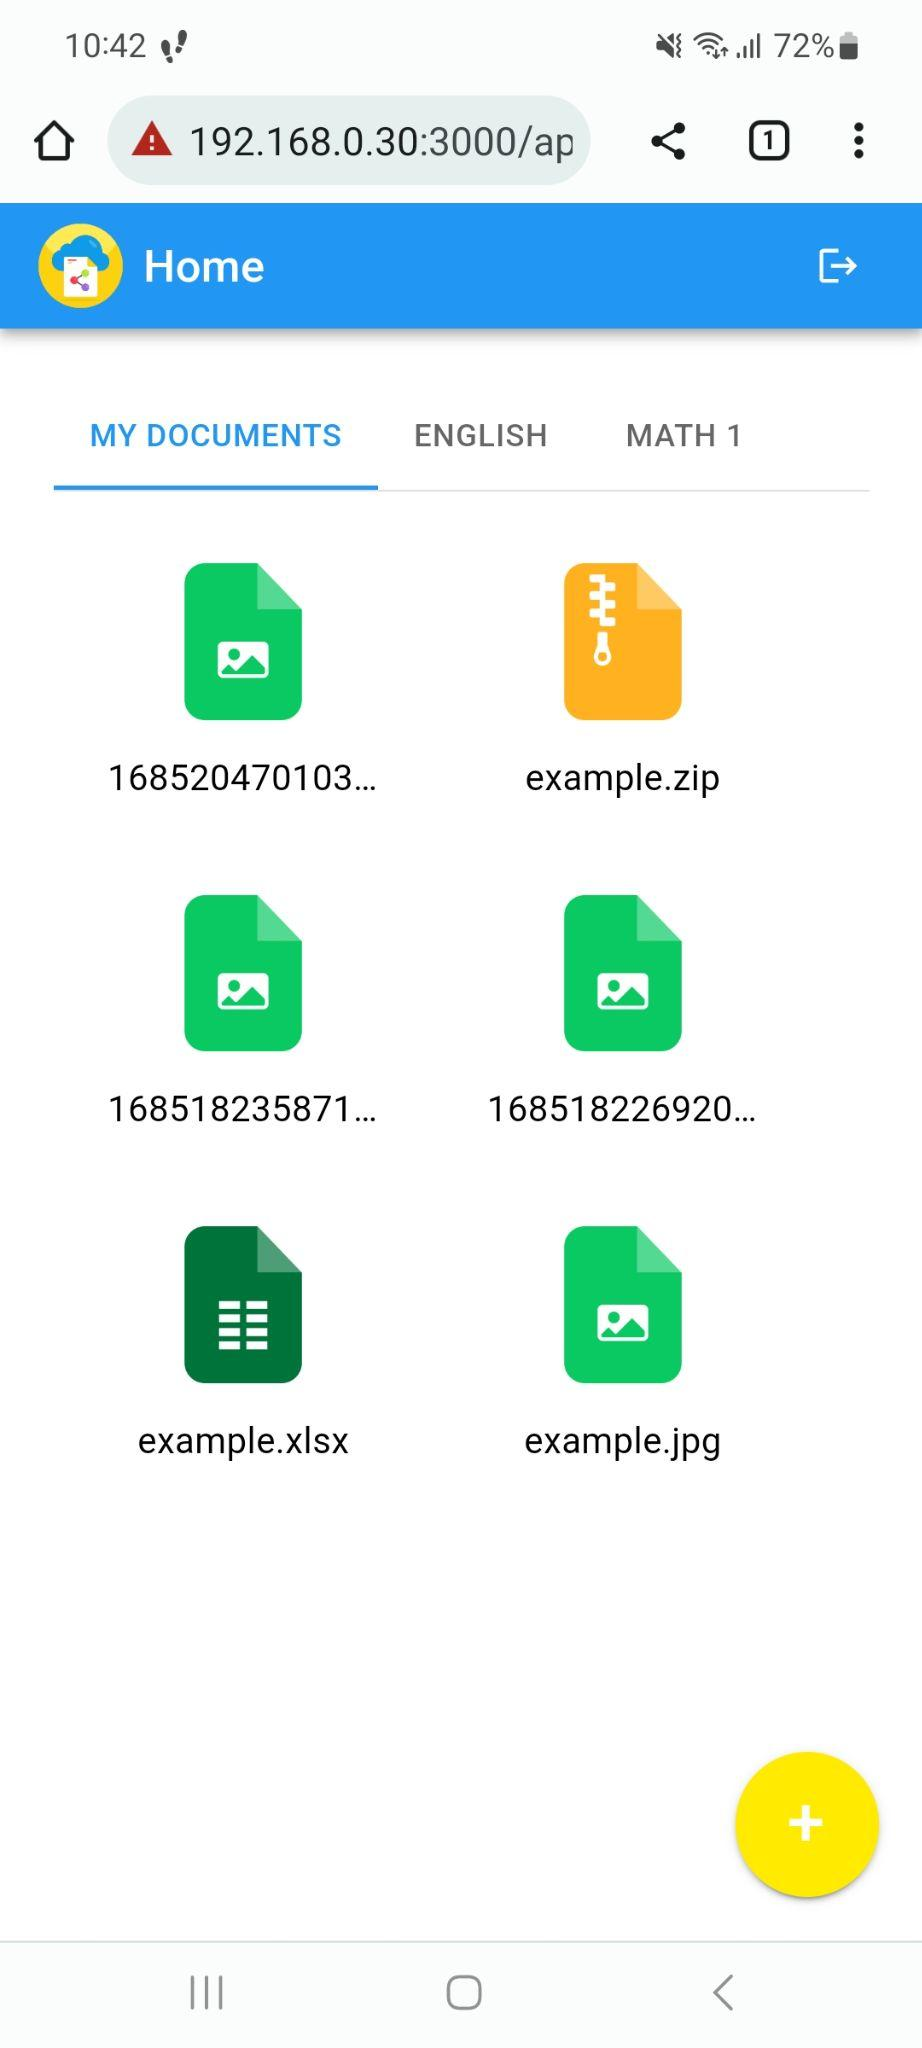 10:42 72%
192.168.0.30:3000/ap 1
Home
MY DOCUMENTS ENGLISH MATH 1
168520470103... example.zip
168518235871... 168518226920...
example.xlsx example.jpg
+